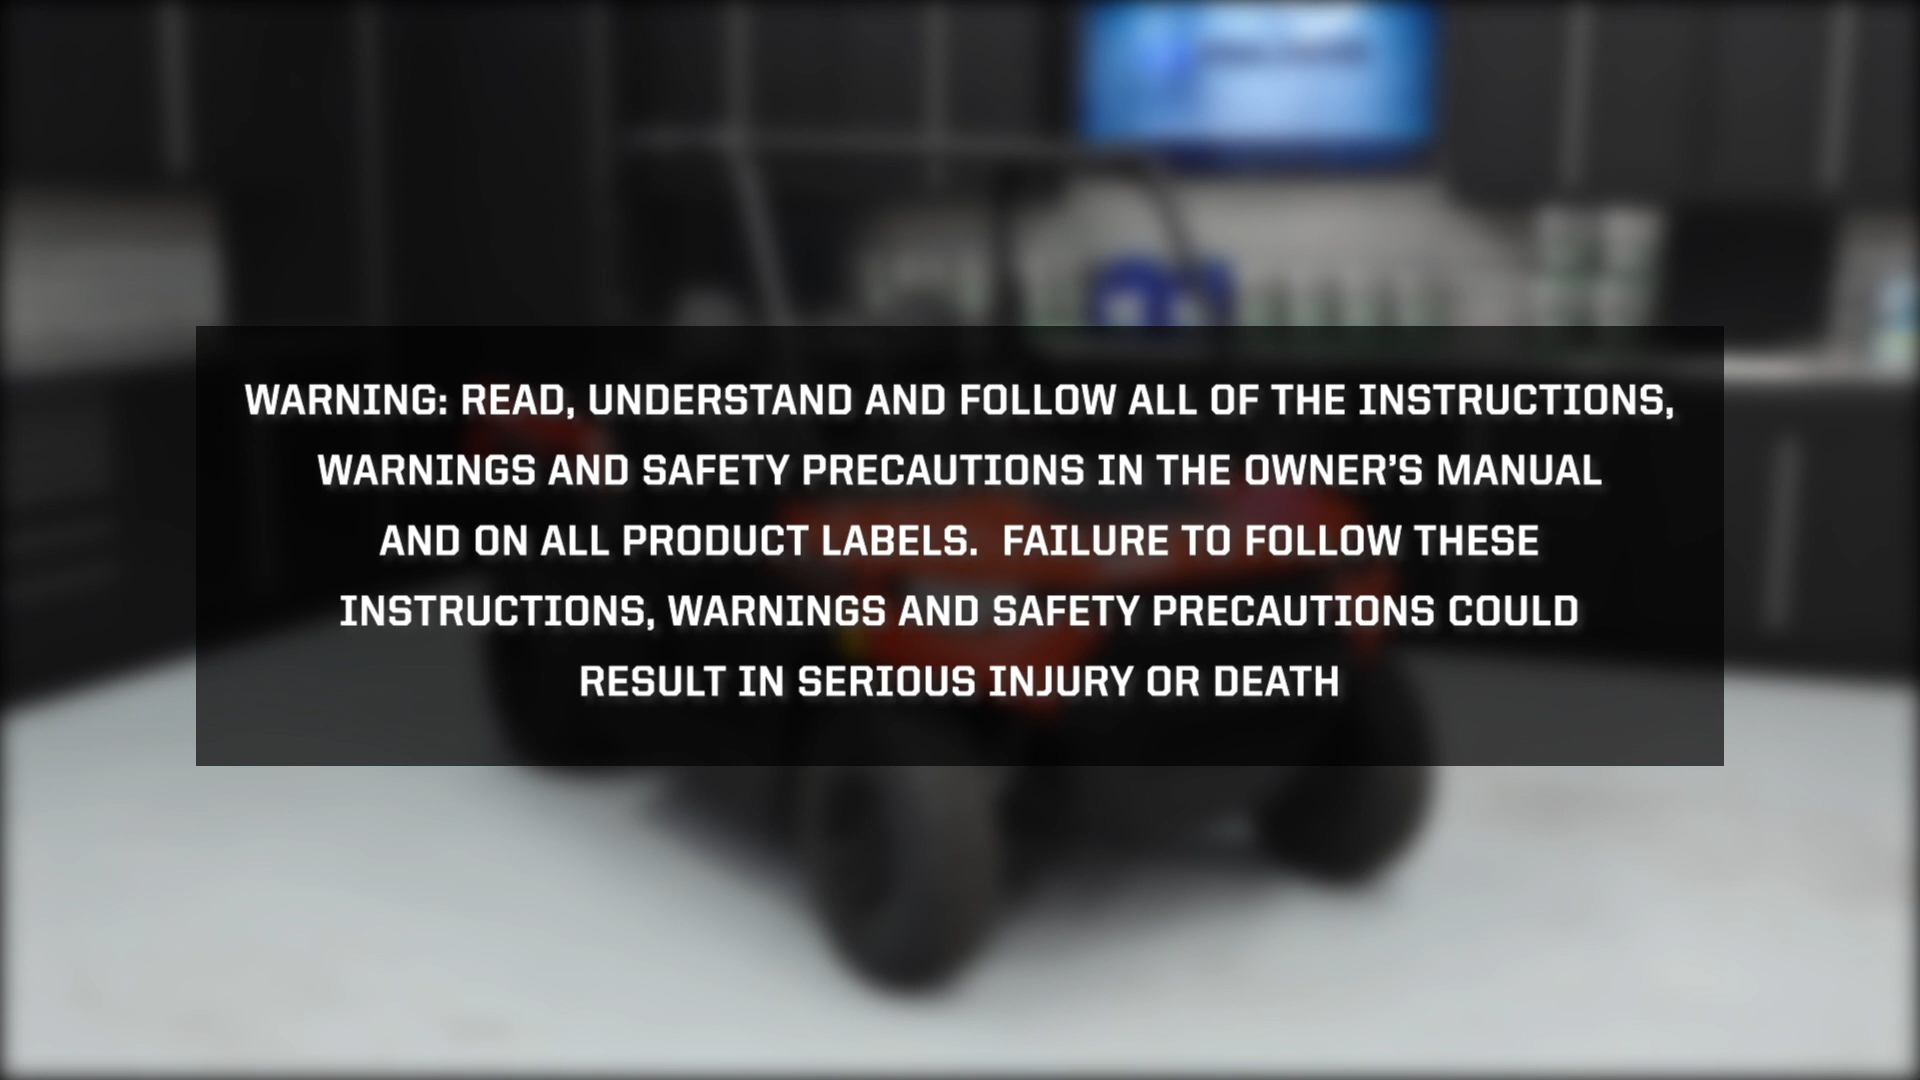 WARNING: READ, UNDERSTAND AND FOLLOW ALL OF THE INSTRUCTIONS,
WARNINGS AND SAFETY PRECAUTIONS IN THE OWNER’S MANUAL
AND ON ALL PRODUCT LABELS.  FAILURE TO FOLLOW THESE
INSTRUCTIONS, WARNINGS AND SAFETY PRECAUTIONS COULD
RESULT IN SERIOUS INJURY OR DEATH